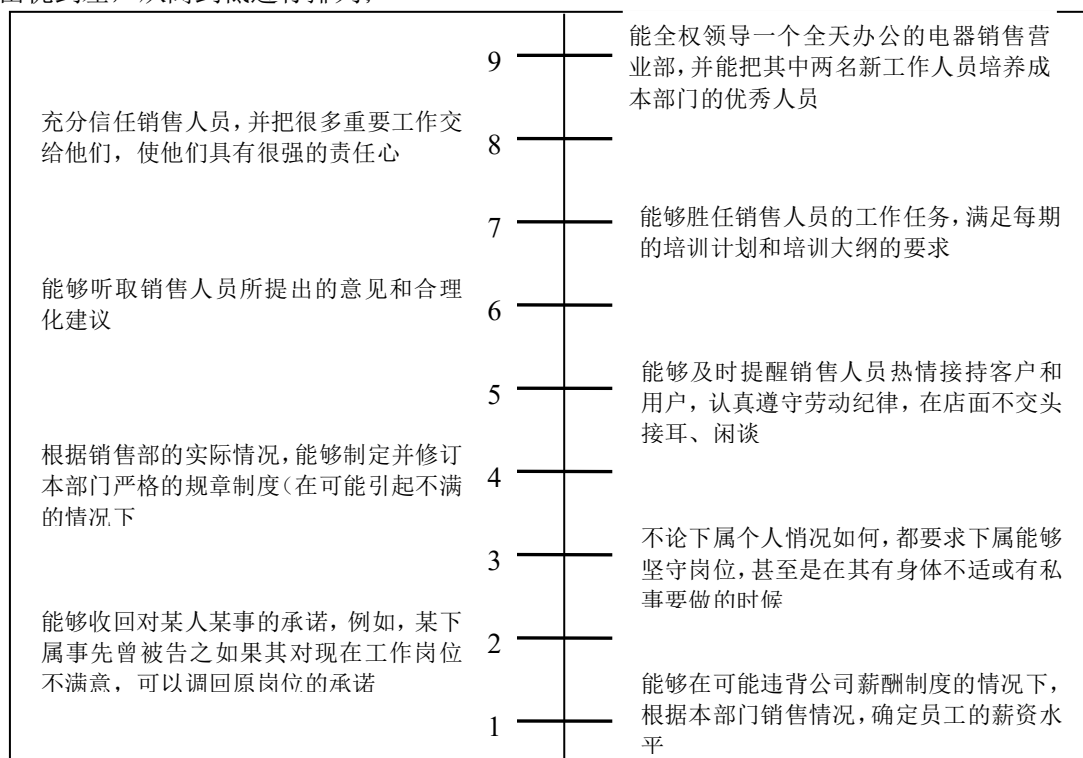 9
能全权领导一个全天办公的电器销售营
业部，并能把其中两名新工作人员培养成
本部门的优秀人员
充分信任销售人员，并把很多重要工作交
给他们，使他们具有很强的责任心
8
7
能够胜任销售人员的工作任务，满足每期
的培训计划和培训大纲的要求
能够听取销售人员所提出的意见和合理
化建议
6
5
能够及时提醒销售人员热情接持客户和
用户，认真遵守劳动纪律，在店面不交头
接耳、闲谈
根据销售部的实际情况，能够制定并修订
本部门严格的规章制度（在可能引起不满
的情况下
4
3
不论下属个人悄况如何，都要求下属能够
坚守岗位，甚至是在其有身体不适或有私
事要做的时候
能够收回对某人某事的承诺，例如，某下
属事先曾被告之如果其对现在工作岗位
不满意，可以调回原岗位的承诺
2
1
能够在可能违背公司薪酬制度的情况下，
根据本部门销售情况，确定员工的薪资水
平